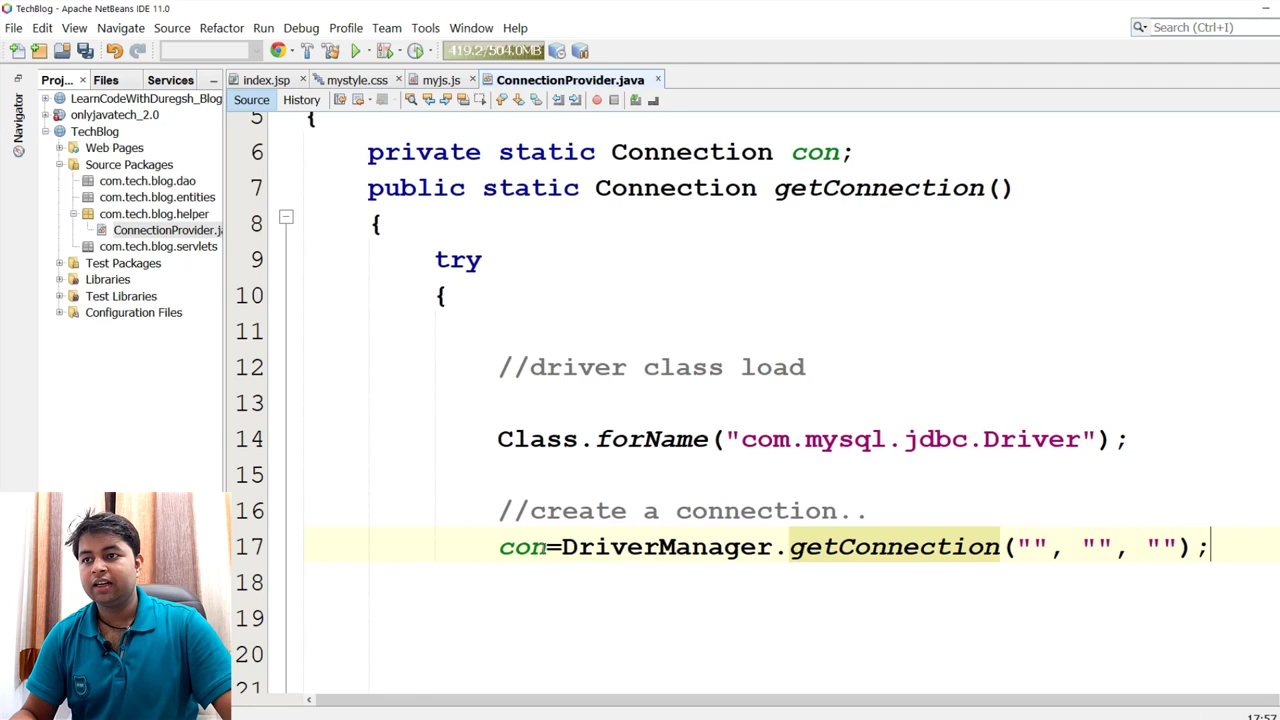 TechBlog - Apache NetBeans IDE 11.0
File Edit View Navigate Source Refactor Run Debug Profile Team Tools Window Help
Search (Ctrl+I)
419.2/504.0MB
Proj... Files Services
index.jsp mystyle.css myjs.js ConnectionProvider.java
Source History
Navigator
LearnCodeWithDuregsh_Blog
onlyjavatech_2.0
TechBlog
Web Pages
Source Packages
com.tech.blog.dao
com.tech.blog.entities
com.tech.blog.helper
ConnectionProvider.ja
com.tech.blog.servlets
Test Packages
Libraries
Test Libraries
Configuration Files
5 {
6 private static Connection con;
7 public static Connection getConnection()
8 {
9 try
10 {
11
12 //driver class load
13
14 Class.forName("com.mysql.jdbc.Driver");
15
16 //create a connection..
17 con=DriverManager.getConnection("", "", "");
18
19
20
21
17:57